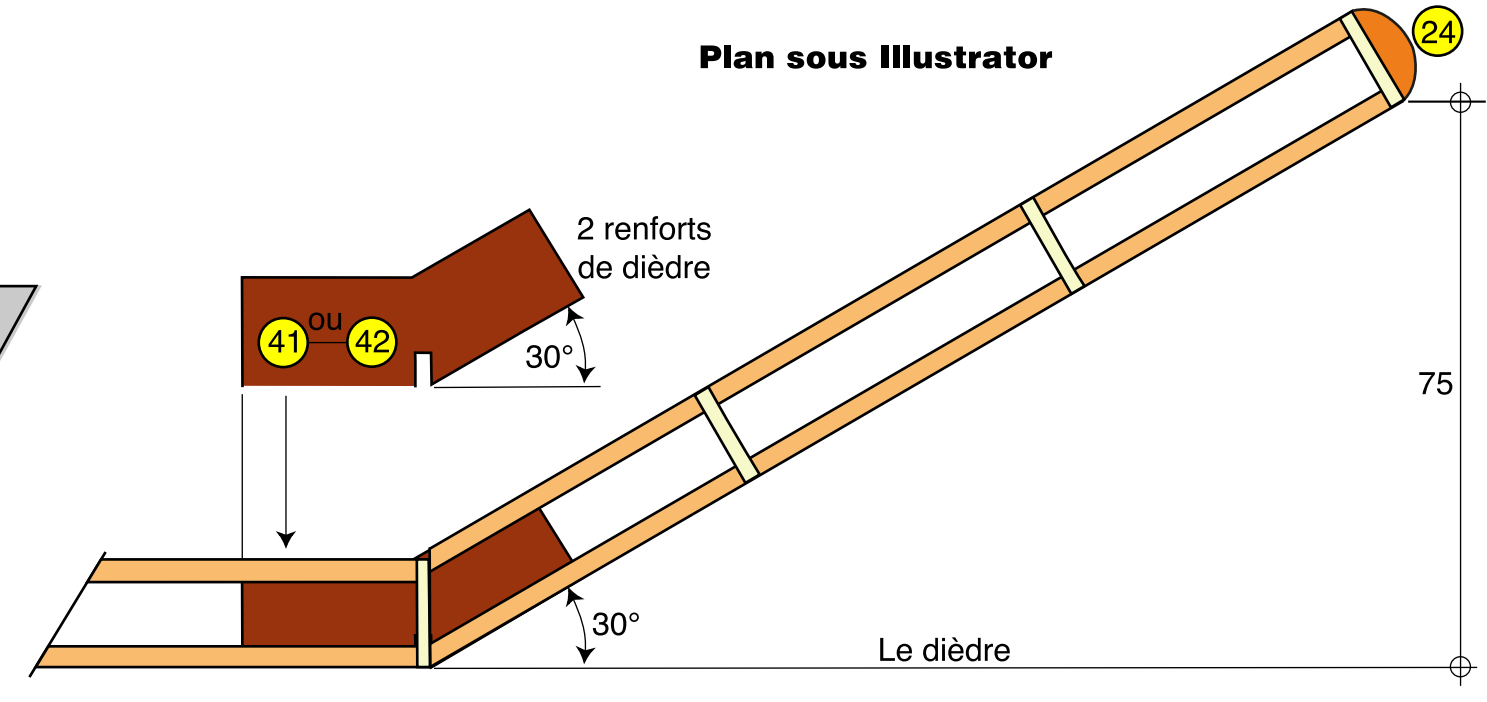 Plan sous Illustrator
24
2 renforts
de dièdre
41 ou 42
30°
75
30°
Le dièdre